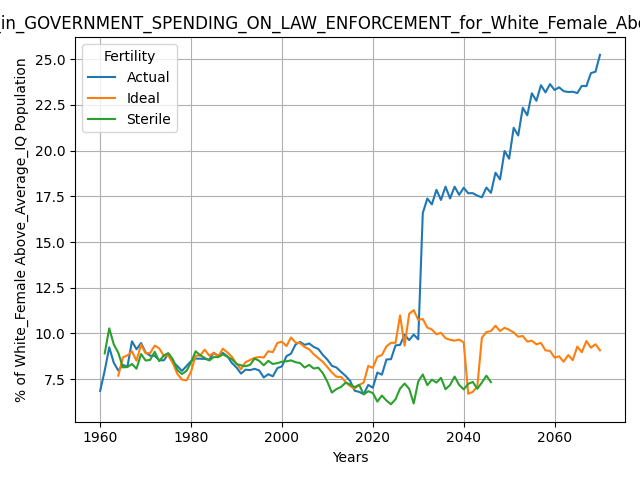 _in_GOVERNMENT_SPENDING_ON_LAW_ENFORCEMENT_for_White_Female_Abo
Fertility
Actual
Ideal
Sterile
% of White_Female Above_Average_IQ Population
25.0
22.5
20.0
17.5
15.0
12.5
10.0
7.5
1960 1980 2000 2020 2040 2060
Years